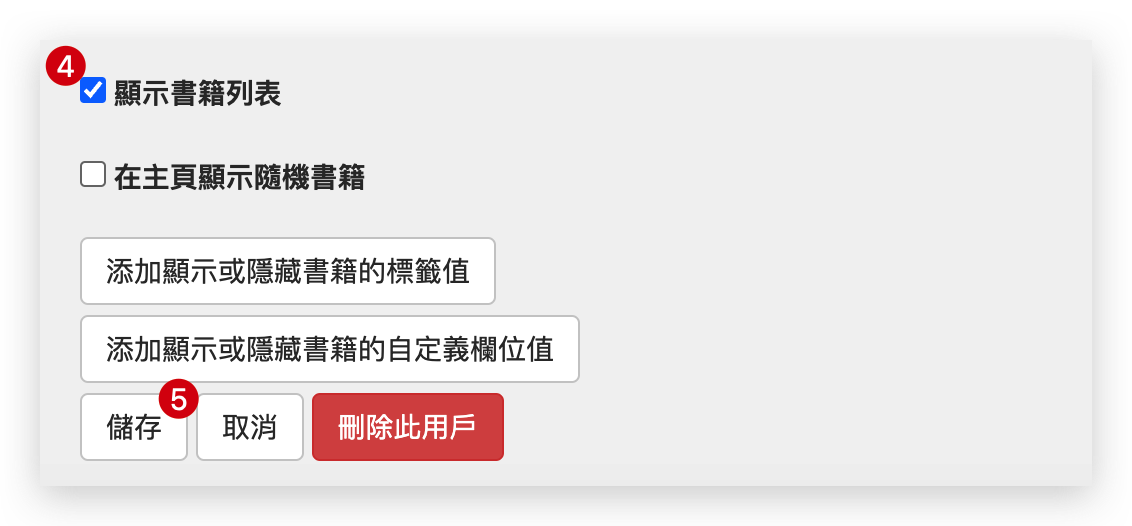 4
顯示書籍列表
在主頁顯示隨機書籍
添加顯示或隱藏書籍的標籤值
添加顯示或隱藏書籍的自定義欄位值
儲存 5 取消 刪除此用戶